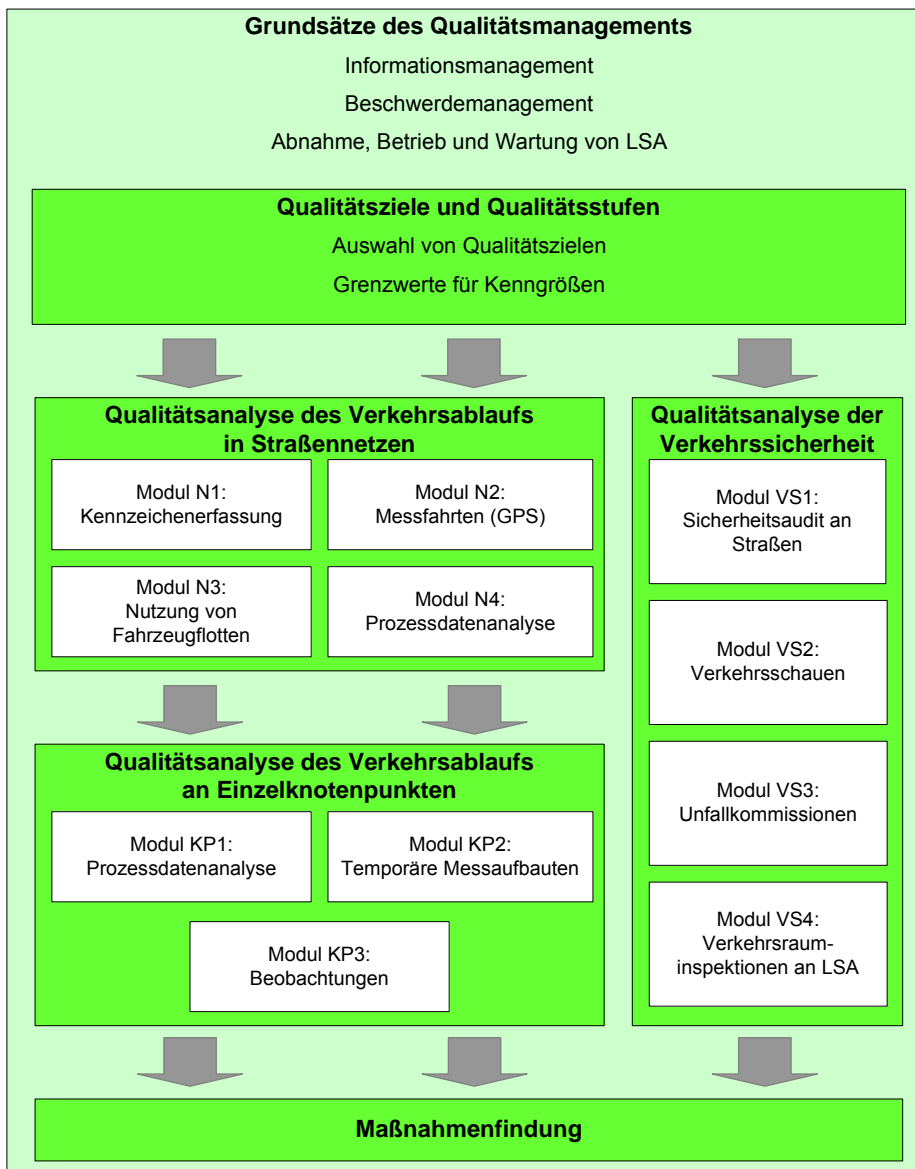 Grundsätze des Qualitätsmanagements
Informationsmanagement
Beschwerdemanagement
Abnahme, Betrieb und Wartung von LSA
Qualitätsziele und Qualitätsstufen
Auswahl von Qualitätszielen
Grenzwerte für Kenngrößen
Qualitätsanalyse des Verkehrsablaufs
in Straßennetzen
Modul N1:
Kennzeichenerfassung
Modul N2:
Messfahrten (GPS)
Modul N3:
Nutzung von
Fahrzeugflotten
Modul N4:
Prozessdatenanalyse
Qualitätsanalyse des Verkehrsablaufs
an Einzelknotenpunkten
Modul KP1:
Prozessdatenanalyse
Modul KP2:
Temporäre Messaufbauten
Modul KP3:
Beobachtungen
Qualitätsanalyse der
Verkehrssicherheit
Modul VS1:
Sicherheitsaudit an
Straßen
Modul VS2:
Verkehrsschauen
Modul VS3:
Unfallkommissionen
Modul VS4:
Verkehrsraum-
inspektionen an LSA
Maßnahmenfindung